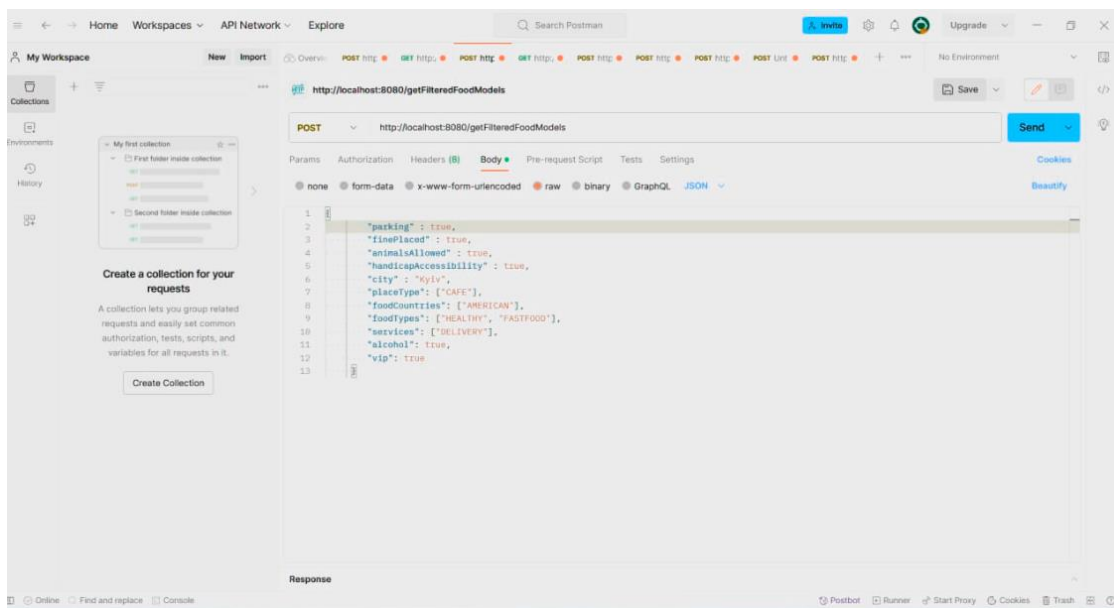 Home Workspaces API Network Explore Search Postman Invite Upgrade
My Workspace New Import Overvi POST http GET http:, POST http GET http:, POST http POST http POST http POST Unt POST http No Environment
Collections
Environments
History
My first collection
First folder inside collection
Second folder inside collection
Create a collection for your
requests
A collection lets you group related
requests and easily set common
authorization, tests, scripts, and
variables for all requests in it.
Create Collection
http://localhost:8080/getFilteredFoodModels Save
POST http://localhost:8080/getFilteredFoodModels Send
Params Authorization Headers (8) Body Pre-request Script Tests Settings Cookies
none form-data x-www-form-urlencoded raw binary GraphQL JSON Beautify
1 {
2 "parking" : true,
3 "finePlaced" : true,
4 "animalsAllowed" : true,
5 "handicapAccessibility" : true,
6 "city" : "Kyiv",
7 "placeType": ["CAFE"],
8 "foodCountries": ["AMERICAN"],
9 "foodTypes": ["HEALTHY", "FASTFOOD"],
10 "services": ["DELIVERY"],
11 "alcohol": true,
12 "vip": true
13 }
Response
Online Find and replace Console Postbot Runner Start Proxy Cookies Trash